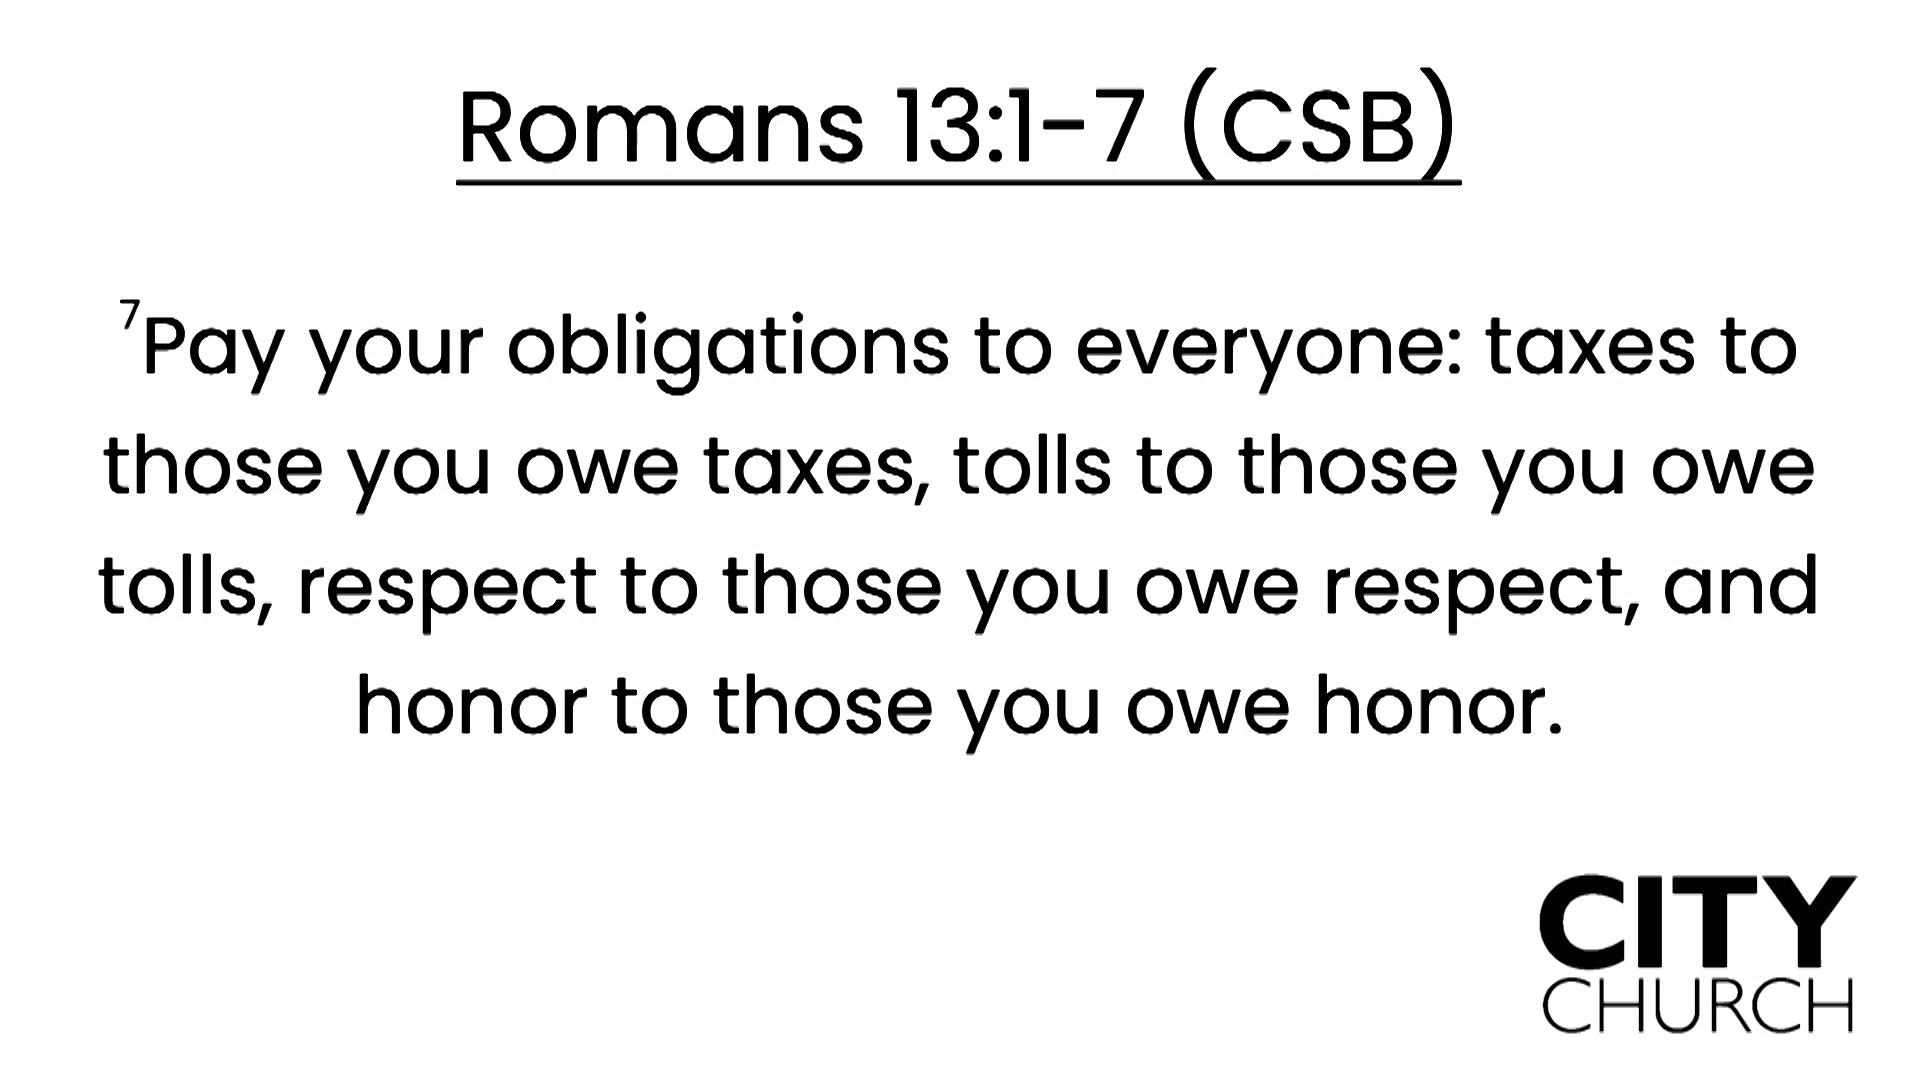 Romans 13:1-7 (CSB)
7Pay your obligations to everyone: taxes to
those you owe taxes, tolls to those you owe
tolls, respect to those you owe respect, and
honor to those you owe honor.
CITY
CHURCH